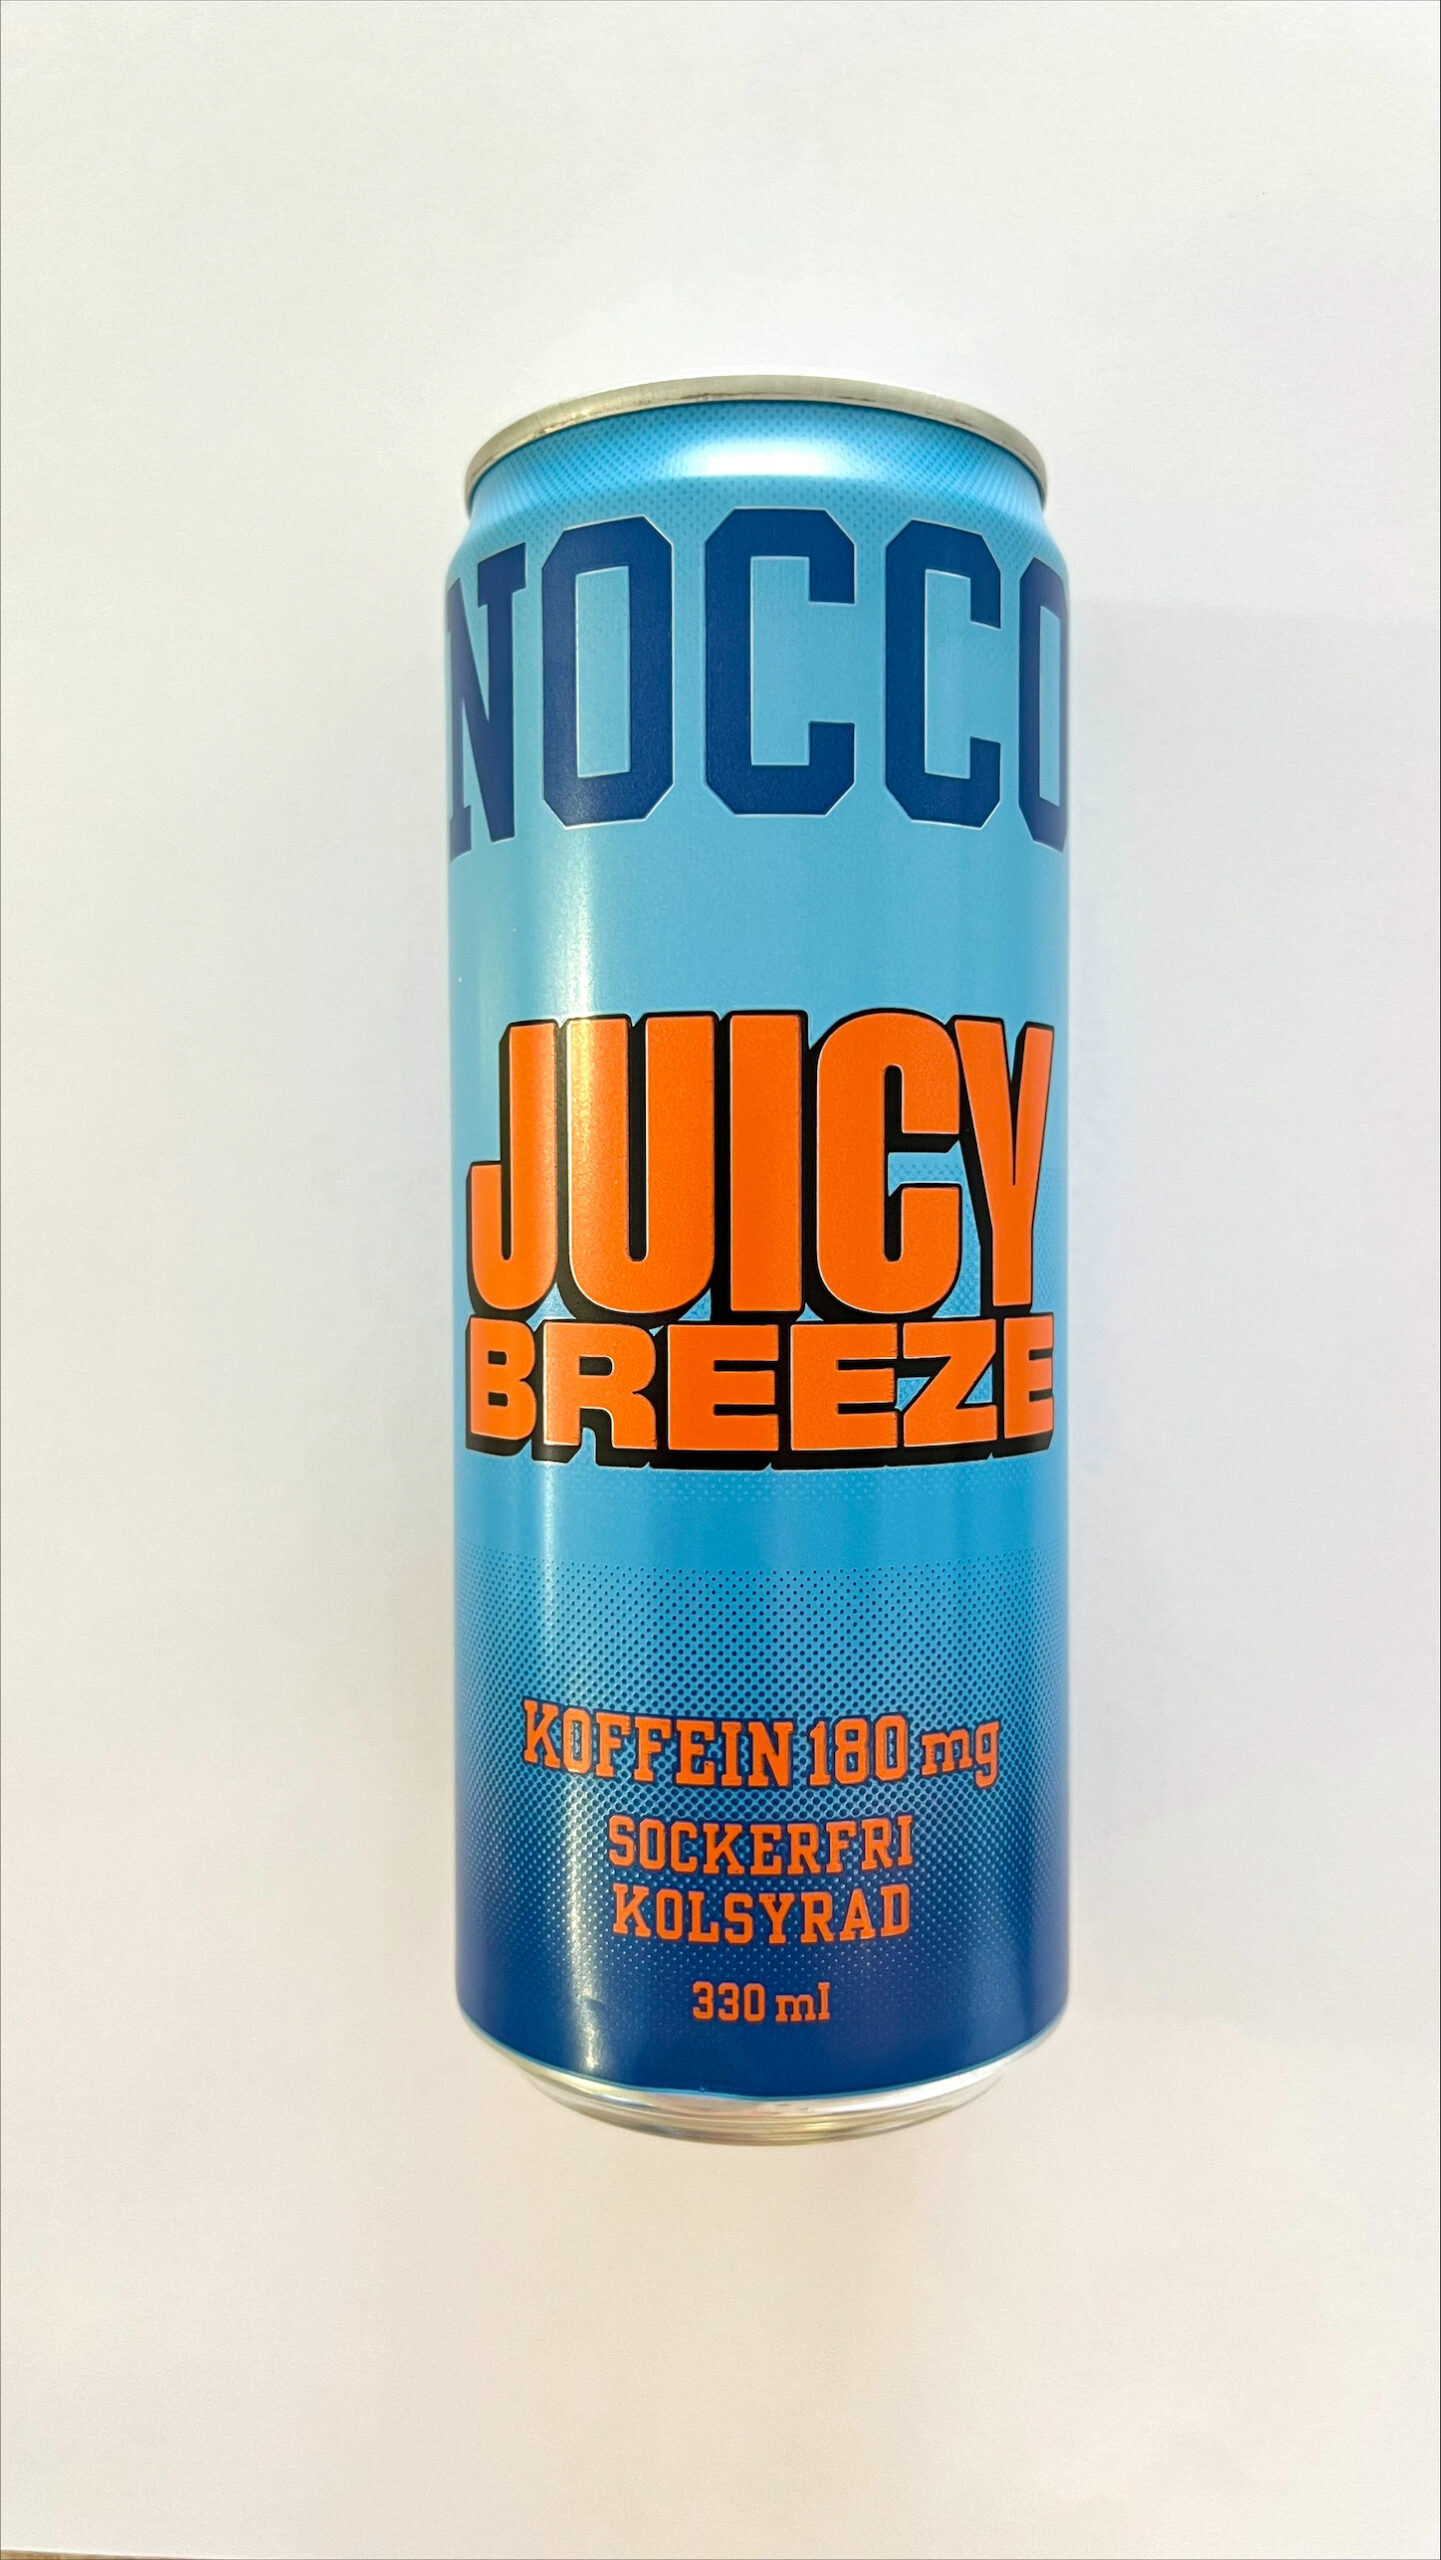 NOCCO
JUICY
BREEZE
KOFFEIN 180 mg
SOCKERFRI
KOLSYRAD
330 ml